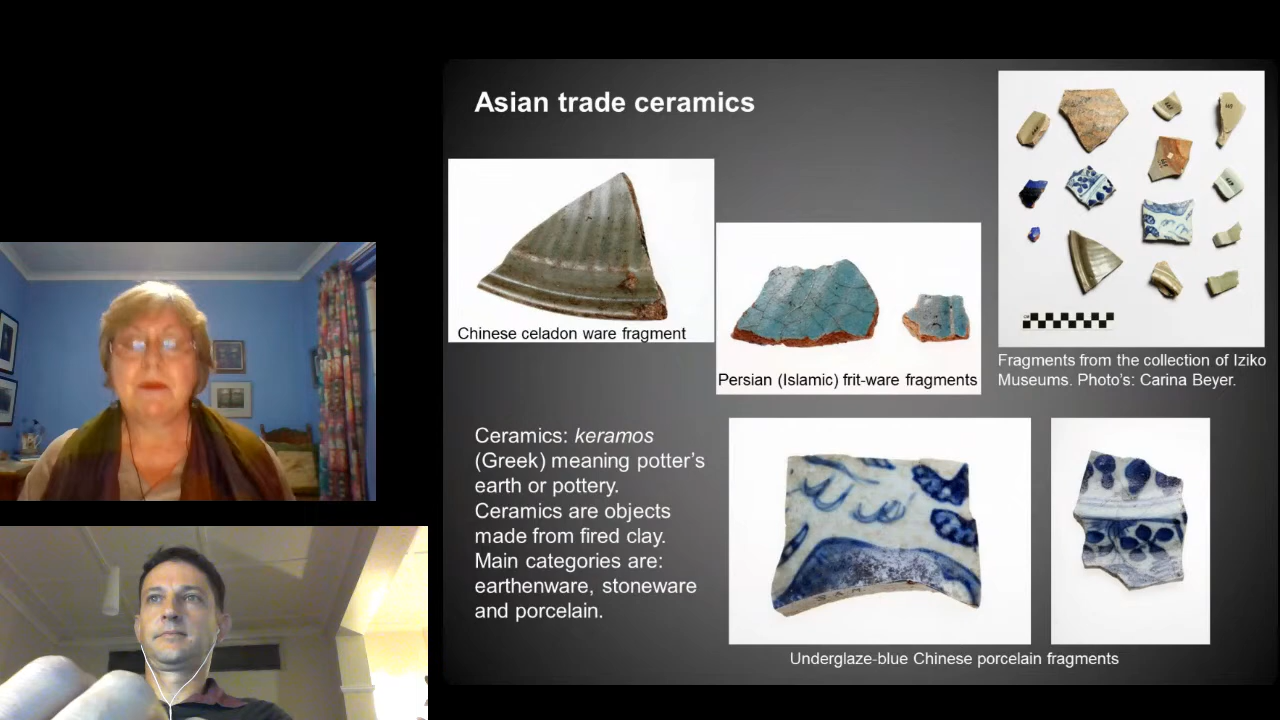 Asian trade ceramics
Chinese celadon ware fragment
Persian (Islamic) frit-ware fragments
Fragments from the collection of Iziko
Museums. Photo's: Carina Beyer.
Ceramics: keramos
(Greek) meaning potter's
earth or pottery.
Ceramics are objects
made from fired clay.
Main categories are:
earthenware, stoneware
and porcelain.
Underglaze-blue Chinese porcelain fragments